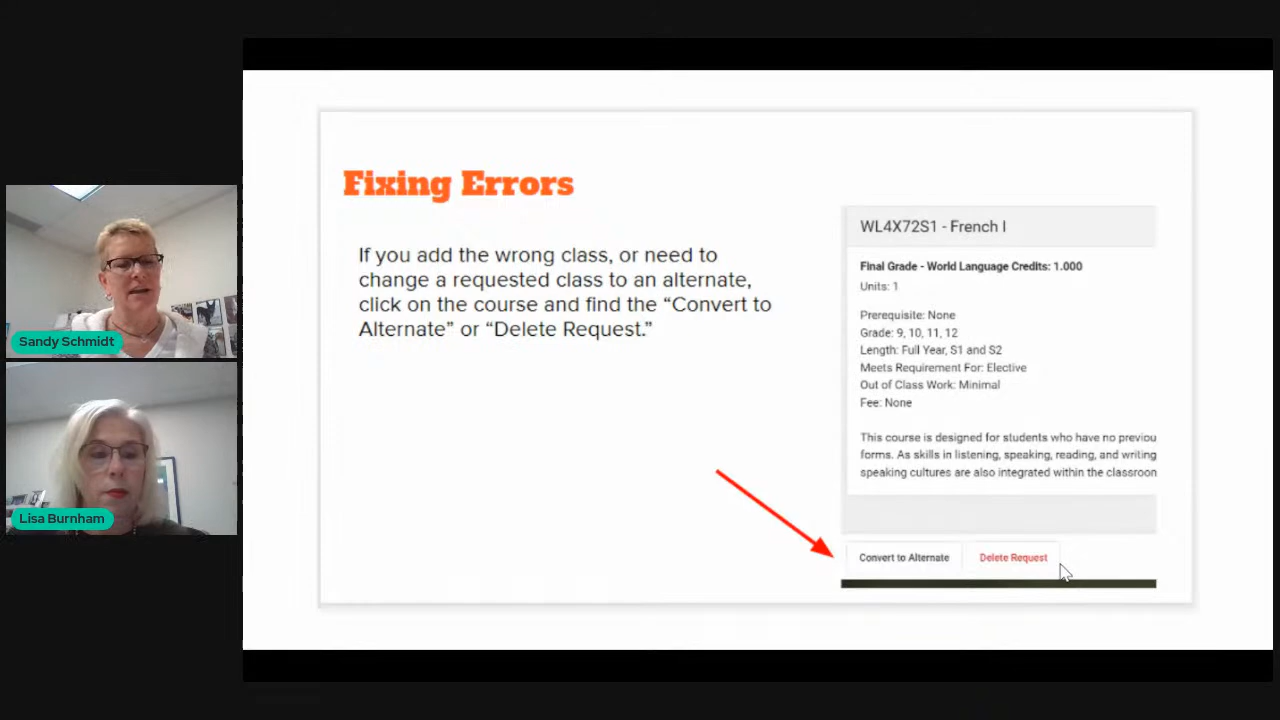 Fixing Errors
If you add the wrong class, or need to
change a requested class to an alternate,
click on the course and find the “Convert to
Alternate” or “Delete Request.”
WL4X72S1 - French I
Final Grade - World Language Credits: 1.000
Units: 1
Prerequisite: None
Grade: 9, 10, 11, 12
Length: Full Year, S1 and S2
Meets Requirement For: Elective
Out of Class Work: Minimal
Fee: None
This course is designed for students who have no previou
forms. As skills in listening, speaking, reading, and writing
speaking cultures are also integrated within the classroon
Convert to Alternate
Delete Request
Sandy Schmidt
Lisa Burnham